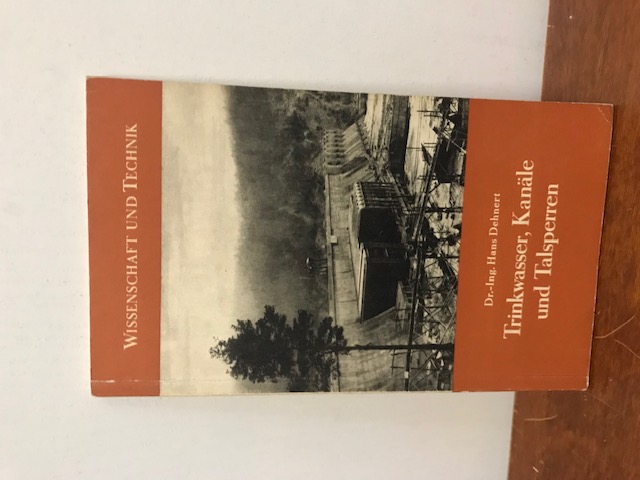 WISSENSCHAFT UND TECHNIK
Dr.-Ing. Hans Dehnert
Trinkwasser, Kanäle
und Talsperren